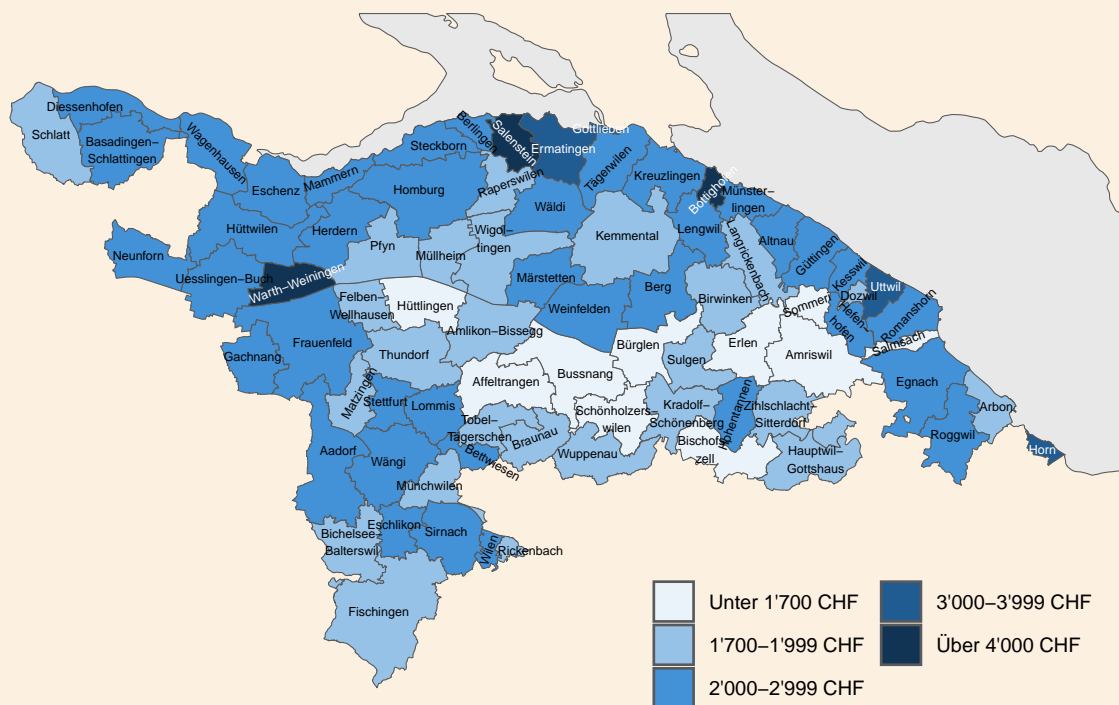 Diessenhofen
Schlatt
Basadingen–
Schlattingen
Wagenhausen
Eschenz
Mammern
Steckborn
Berlingen
Salenstein
Gottlieben
Ermatingen
Tägerwilen
Kreuzlingen
Bottighofen
Münster–
lingen
Homburg
Raperswilen
Wäldi
Hüttwilen
Herdern
Pfyn
Müllheim
Wigol–
tingen
Kemmental
Lengwil
Langrickenbach
Altnau
Güttingen
Kesswil
Uttwil
Dozwil
Hefen–
hofen
Romanshorn
Neunforn
Uesslingen–Buch
Warth–Weiningen
Felben–
Wellhausen
Hüttlingen
Märstetten
Weinfelden
Berg
Birwinken
Sommeri
Salmsach
Amlikon–Bissegg
Bürglen
Erlen
Amriswil
Gachnang
Frauenfeld
Thundorf
Sulgen
Egnach
Matzingen
Stettfurt
Lommis
Affeltrangen
Bussnang
Schönholzers–
wilen
Kradolf–
Schönenberg
Hohentannen
Zihlschlacht–
Sitterdorf
Arbon
Roggwil
Horn
Tobel–
Tägerschen
Braunau
Bettwiesen
Wuppenau
Bischofs–
zell
Hauptwil–
Gottshaus
Aadorf
Wängi
Münchwilen
Eschlikon
Sirnach
Wilen
Rickenbach
Bichelsee–
Balterswil
Fischingen
Unter 1'700 CHF
1'700–1'999 CHF
2'000–2'999 CHF
3'000–3'999 CHF
Über 4'000 CHF